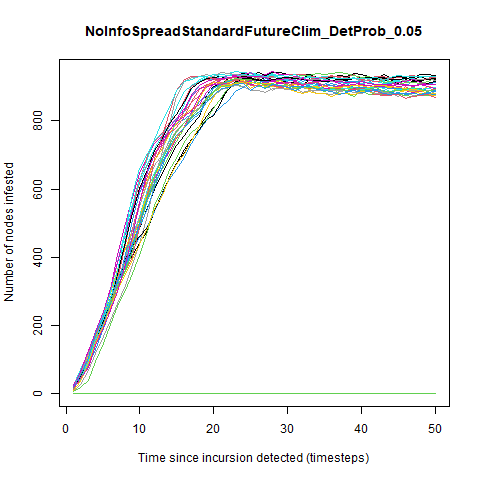 NoInfoSpreadStandardFutureClim_DetProb_0.05
Number of nodes infested
800
600
400
200
0
0 10 20 30 40 50
Time since incursion detected (timesteps)